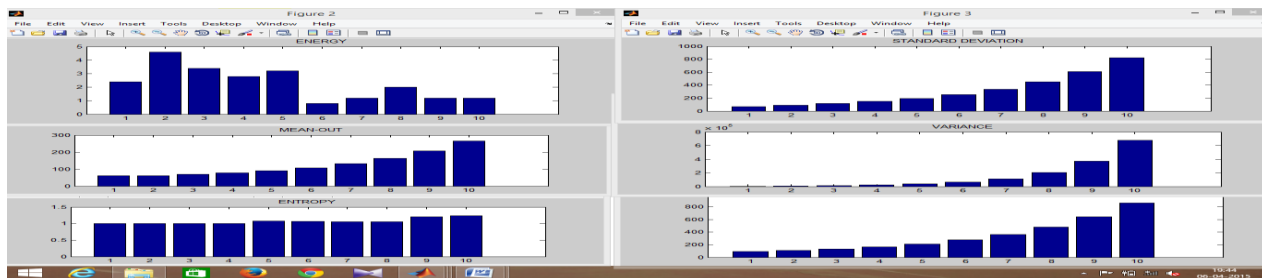 Figure 2
File Edit View Insert Tools Desktop Window Help
ENERGY
5
4
3
2
1
0
1 2 3 4 5 6 7 8 9 10
MEAN-OUT
300
200
100
0
1 2 3 4 5 6 7 8 9 10
ENTROPY
1.5
1
0.5
0
1 2 3 4 5 6 7 8 9 10
Figure 3
File Edit View Insert Tools Desktop Window Help
STANDARD DEVIATION
1000
800
600
400
200
0
1 2 3 4 5 6 7 8 9 10
VARIANCE
8
6
4
2
0
1 2 3 4 5 6 7 8 9 10
800
600
400
200
0
1 2 3 4 5 6 7 8 9 10
19:44
06-04-2015